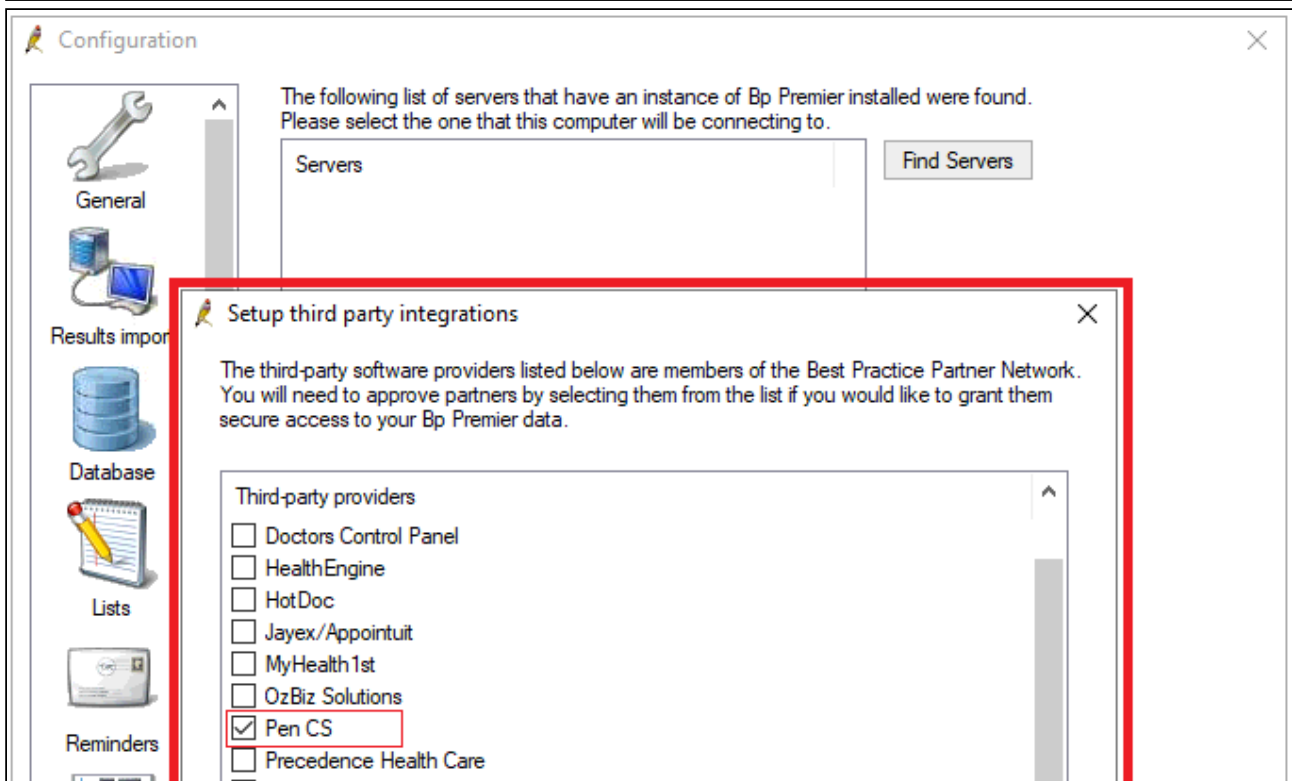 Configuration
The following list of servers that have an instance of Bp Premier installed were found.
Please select the one that this computer will be connecting to.
Servers
Find Servers
General
Results impor
Database
Lists
Reminders
Setup third party integrations
The third-party software providers listed below are members of the Best Practice Partner Network.
You will need to approve partners by selecting them from the list if you would like to grant them
secure access to your Bp Premier data.
Third-party providers
Doctors Control Panel
HealthEngine
HotDoc
Jayex/Appointuit
MyHealth1st
OzBiz Solutions
Pen CS
Precedence Health Care